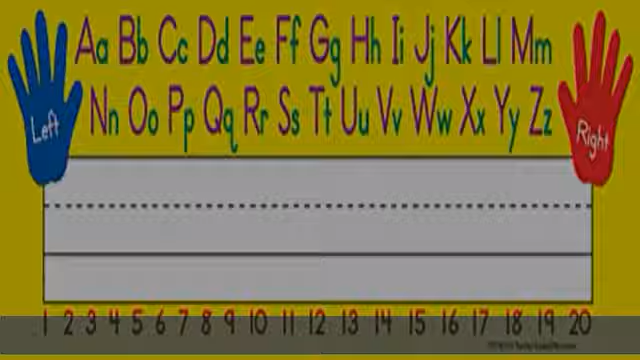 Aa Bb Cc Dd Ee Ff Gg Hh Ii Jj Kk Ll Mm
Nn Oo Pp Qq Rr Ss Tt Uu Vv Ww Xx Yy Zz
Left
Right
1 2 3 4 5 6 7 8 9 10 11 12 13 14 15 16 17 18 19 20